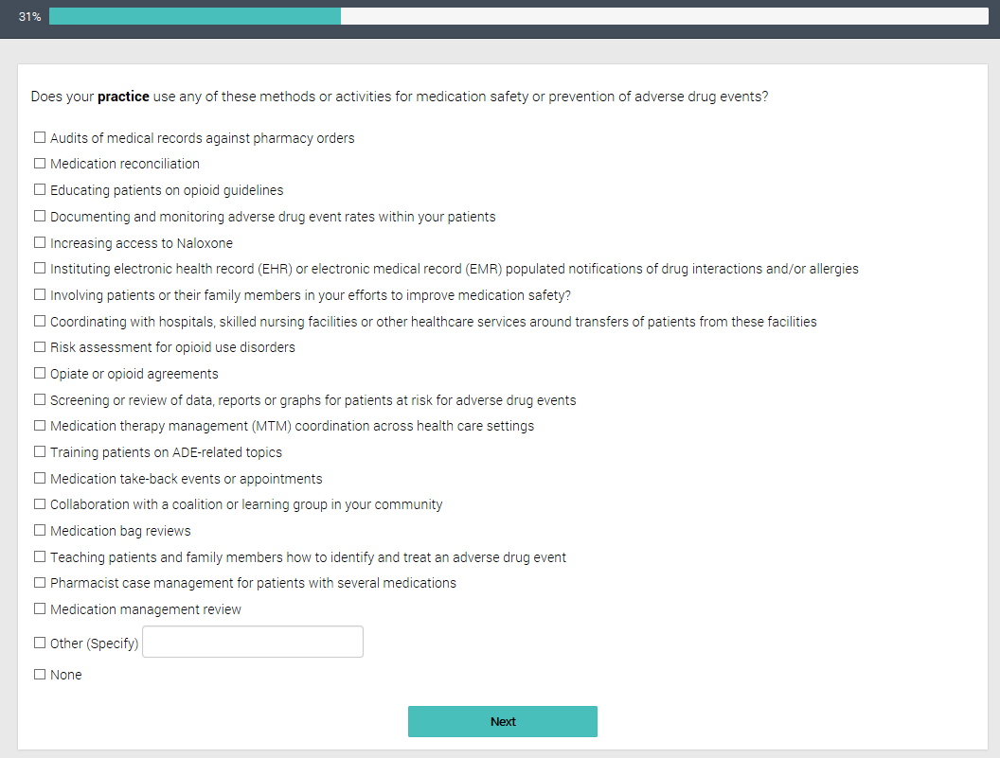 31%
Does your practice use any of these methods or activities for medication safety or prevention of adverse drug events?
Audits of medical records against pharmacy orders
Medication reconciliation
Educating patients on opioid guidelines
Documenting and monitoring adverse drug event rates within your patients
Increasing access to Naloxone
Instituting electronic health record (EHR) or electronic medical record (EMR) populated notifications of drug interactions and/or allergies
Involving patients or their family members in your efforts to improve medication safety?
Coordinating with hospitals, skilled nursing facilities or other healthcare services around transfers of patients from these facilities
Risk assessment for opioid use disorders
Opiate or opioid agreements
Screening or review of data, reports or graphs for patients at risk for adverse drug events
Medication therapy management (MTM) coordination across health care settings
Training patients on ADE-related topics
Medication take-back events or appointments
Collaboration with a coalition or learning group in your community
Medication bag reviews
Teaching patients and family members how to identify and treat an adverse drug event
Pharmacist case management for patients with several medications
Medication management review
Other (Specify)
None
Next